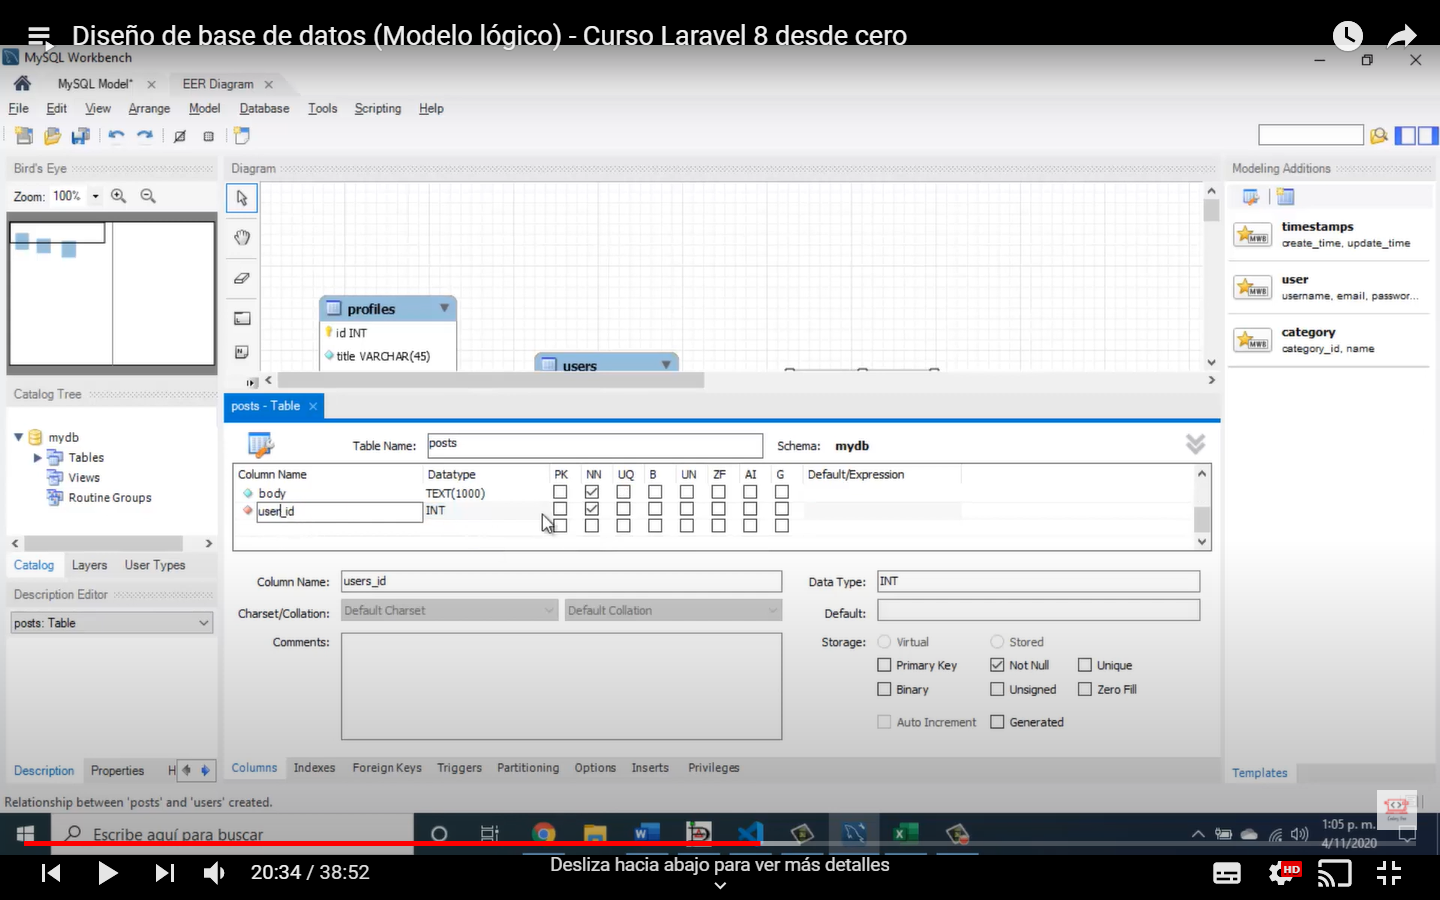 Diseño de base de datos (Modelo lógico) - Curso Laravel 8 desde cero
MySQL Workbench
MySQL Model* EER Diagram
File Edit View Arrange Model Database Tools Scripting Help
Bird's Eye
Zoom: 100%
Diagram
profiles
id INT
title VARCHAR(45)
users
Modeling Additions
timestamps
create_time, update_time
user
username, email, passwor...
category
category_id, name
Catalog Tree
mydb
Tables
Views
Routine Groups
Catalog Layers User Types
Description Editor
posts: Table
Description Properties H
posts - Table
Table Name: posts Schema: mydb
Column Name Datatype PK NN UQ B UN ZF AI G Default/Expression
body TEXT(1000)
user_id INT
Column Name: users_id Data Type: INT
Charset/Collation: Default Charset Default Collation Default:
Comments: Storage: Virtual Stored
Primary Key Not Null Unique
Binary Unsigned Zero Fill
Auto Increment Generated
Columns Indexes Foreign Keys Triggers Partitioning Options Inserts Privileges
Templates
Relationship between 'posts' and 'users' created.
Escribe aquí para buscar
1:05 p. m.
4/11/2020
20:34 / 38:52
Desliza hacia abajo para ver más detalles
HD